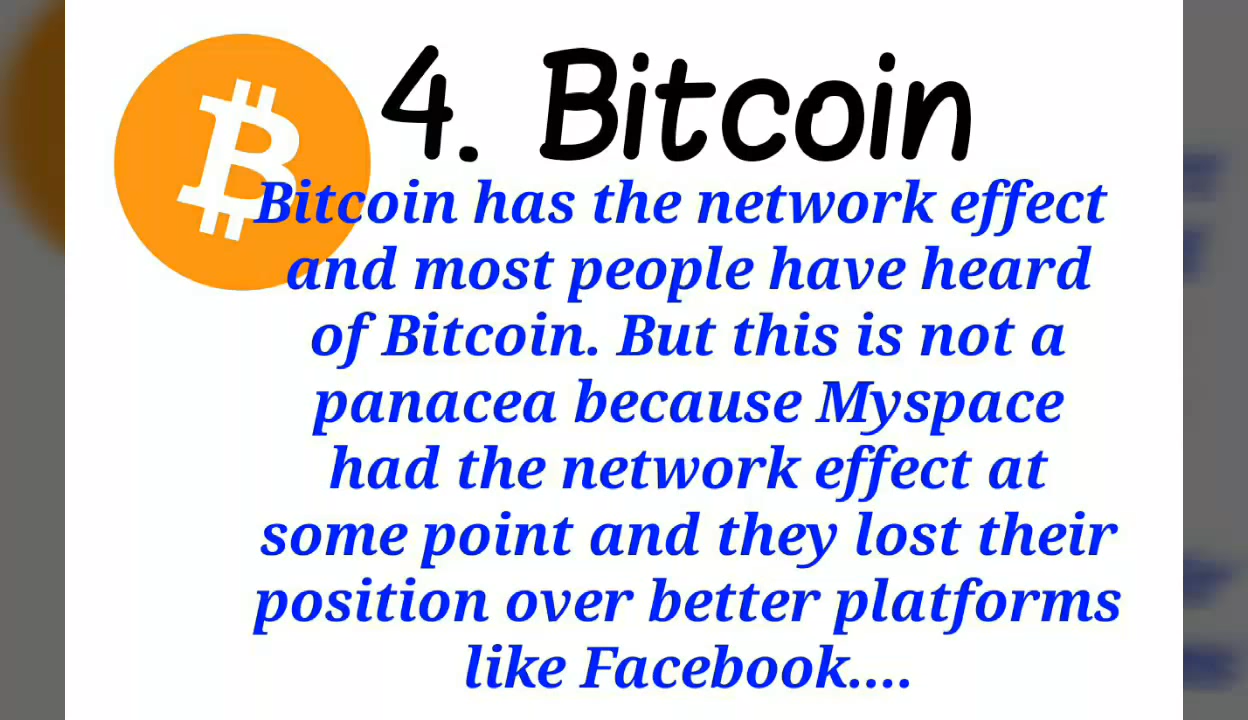 4. Bitcoin
Bitcoin has the network effect
and most people have heard
of Bitcoin. But this is not a
panacea because Myspace
had the network effect at
some point and they lost their
position over better platforms
like Facebook....